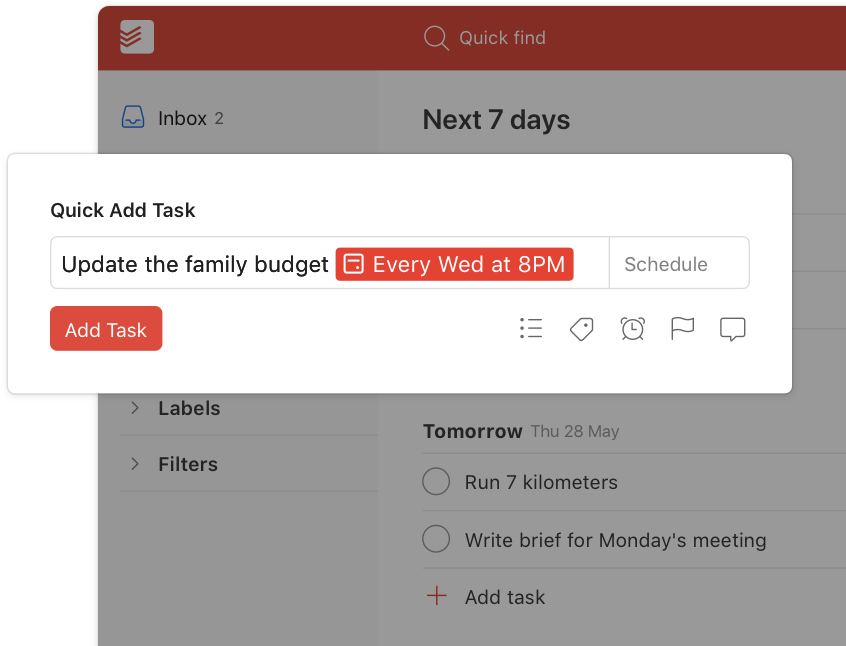 Quick find
Inbox 2
Next 7 days
Quick Add Task
Update the family budget Every Wed at 8PM
Schedule
Add Task
Labels
Filters
Tomorrow Thu 28 May
Run 7 kilometers
Write brief for Monday's meeting
Add task